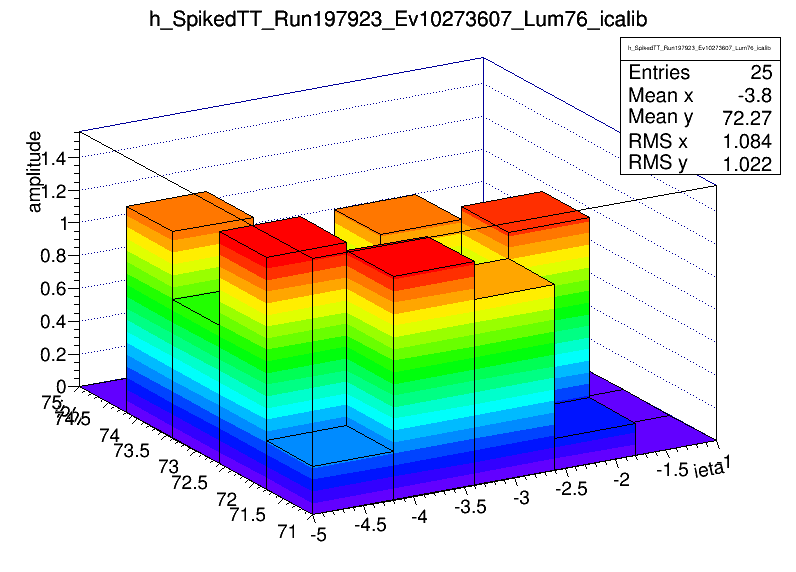 h_SpikedTT_Run197923_Ev10273607_Lum76_icalib
h_SpikedTT_Run197923_Ev10273607_Lum76_icalib
Entries 25
Mean x -3.8
Mean y 72.27
RMS x 1.084
RMS y 1.022
amplitude
1.4
1.2
1
0.8
0.6
0.4
0.2
0
75
74.5
74
73.5
73
72.5
72
71.5
71
-5
-4.5
-4
-3.5
-3
-2.5
-2
-1.5
ieta